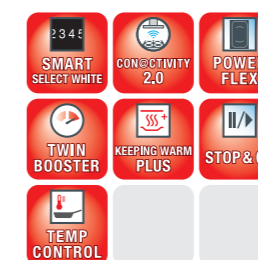 2345
SMART
SELECT WHITE
CON@CTIVITY
2.0
POWE
FLEX
TWIN
BOOSTER
KEEPING WARM
PLUS
STOP&
TEMP
CONTROL